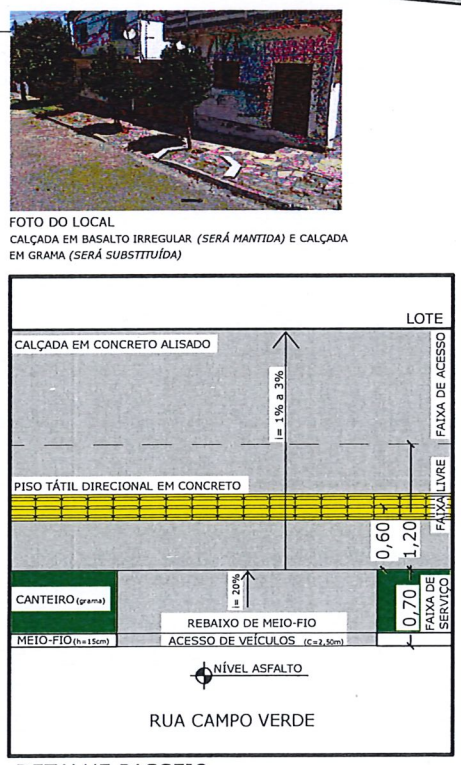 FOTO DO LOCAL
CALÇADA EM BASALTO IRREGULAR (SERÁ MANTIDA) E CALÇADA
EM GRAMA (SERÁ SUBSTITUÍDA)
LOTE
CALÇADA EM CONCRETO ALISADO
i= 1% a 3%
FAIXA DE ACESSO
PISO TÁTIL DIRECIONAL EM CONCRETO
FAIXA LIVRE
0,60
1,20
CANTEIRO (grama)
i= 20%
0,70
FAIXA DE
SERVIÇO
REBAIXO DE MEIO-FIO
MEIO-FIO (h=15cm)
ACESSO DE VEÍCULOS (C=2,50m)
NÍVEL ASFALTO
RUA CAMPO VERDE